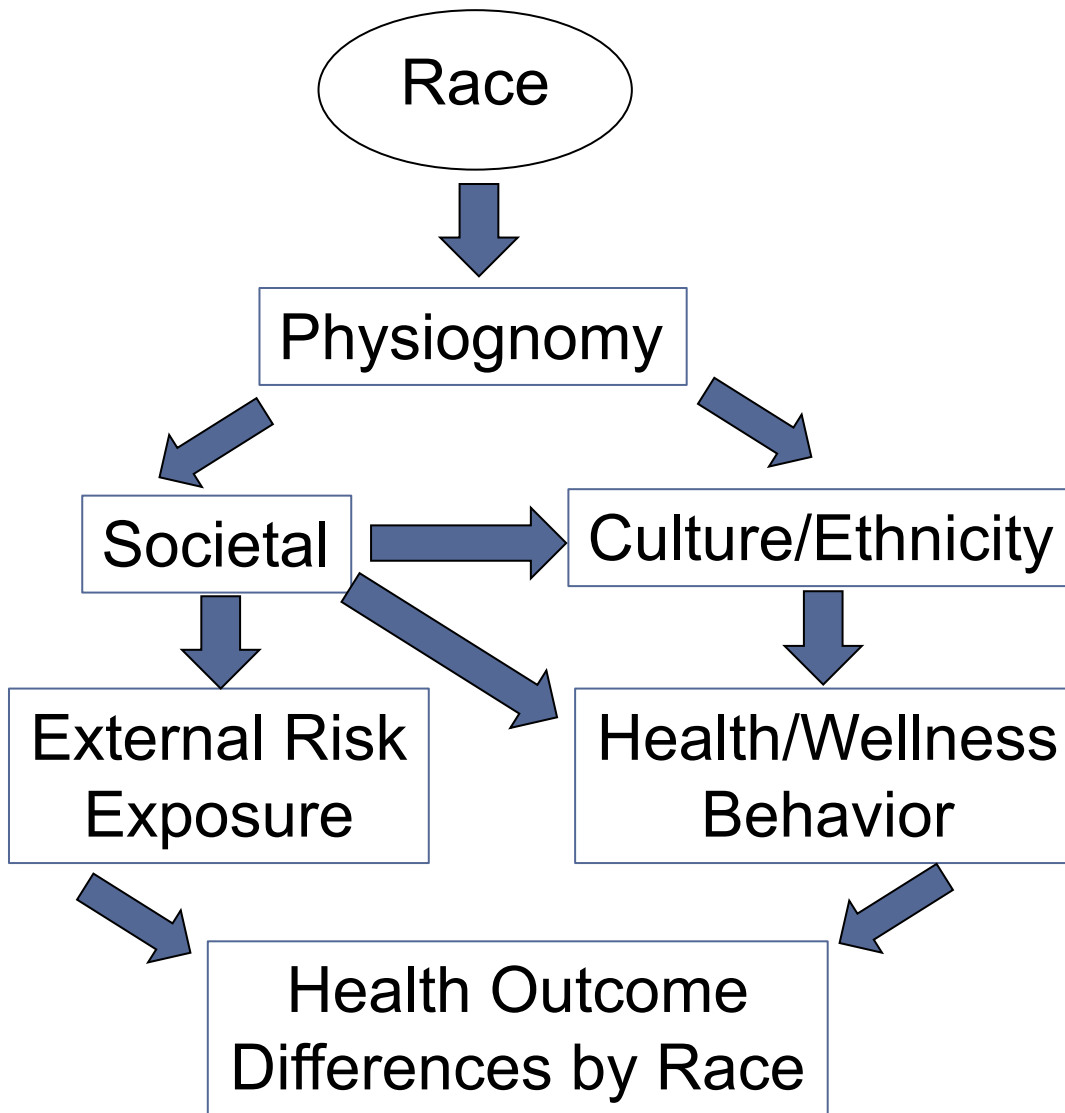 Race
Physiognomy
Societal
Culture/Ethnicity
External Risk
Exposure
Health/Wellness
Behavior
Health Outcome
Differences by Race